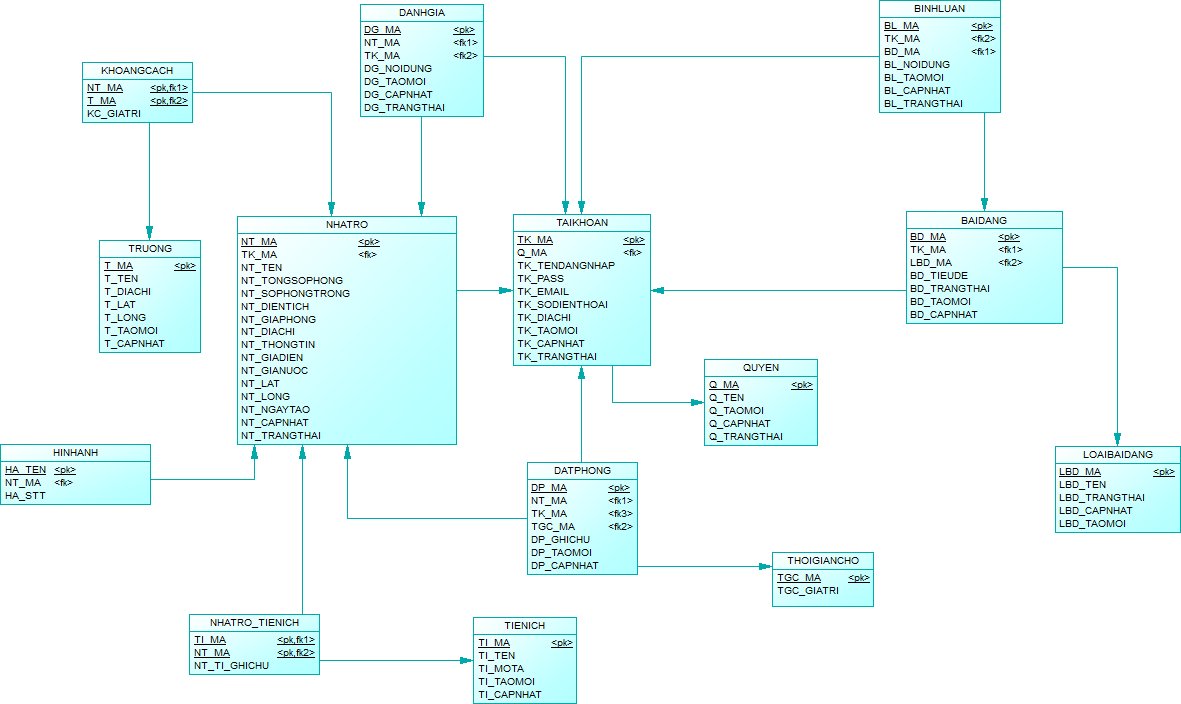 DANHGIA
DG_MA <pk>
NT_MA <fk1>
TK_MA <fk2>
DG_NOIDUNG
DG_TAOMOI
DG_CAPNHAT
DG_TRANGTHAI
BINHLUAN
BL_MA <pk>
TK_MA <fk2>
BD_MA <fk1>
BL_NOIDUNG
BL_TAOMOI
BL_CAPNHAT
BL_TRANGTHAI
KHOANGCACH
NT_MA <pk,fk1>
T_MA <pk,fk2>
KC_GIATRI
TRUONG
T_MA <pk>
T_TEN
T_DIACHI
T_LAT
T_LONG
T_TAOMOI
T_CAPNHAT
NHATRO
NT_MA <pk>
TK_MA <fk>
NT_TEN
NT_TONGSOPHONG
NT_SOPHONGTRONG
NT_DIENTICH
NT_GIAPHONG
NT_DIACHI
NT_THONGTIN
NT_GIADIEN
NT_GIANUOC
NT_LAT
NT_LONG
NT_NGAYTAO
NT_CAPNHAT
NT_TRANGTHAI
TAIKHOAN
TK_MA <pk>
Q_MA <fk>
TK_TENDANGNHAP
TK_PASS
TK_EMAIL
TK_SODIENTHOAI
TK_DIACHI
TK_TAOMOI
TK_CAPNHAT
TK_TRANGTHAI
BAIDANG
BD_MA <pk>
TK_MA <fk1>
LBD_MA <fk2>
BD_TIEUDE
BD_TRANGTHAI
BD_TAOMOI
BD_CAPNHAT
QUYEN
Q_MA <pk>
Q_TEN
Q_TAOMOI
Q_CAPNHAT
Q_TRANGTHAI
HINHANH
HA_TEN <pk>
NT_MA <fk>
HA_STT
DATPHONG
DP_MA <pk>
NT_MA <fk1>
TK_MA <fk3>
TGC_MA <fk2>
DP_GHICHU
DP_TAOMOI
DP_CAPNHAT
LOAIBAIDANG
LBD_MA <pk>
LBD_TEN
LBD_TRANGTHAI
LBD_CAPNHAT
LBD_TAOMOI
THOIGIANCHO
TGC_MA <pk>
TGC_GIATRI
NHATRO_TIENICH
TI_MA <pk,fk1>
NT_MA <pk,fk2>
NT_TI_GHICHU
TIENICH
TI_MA <pk>
TI_TEN
TI_MOTA
TI_TAOMOI
TI_CAPNHAT